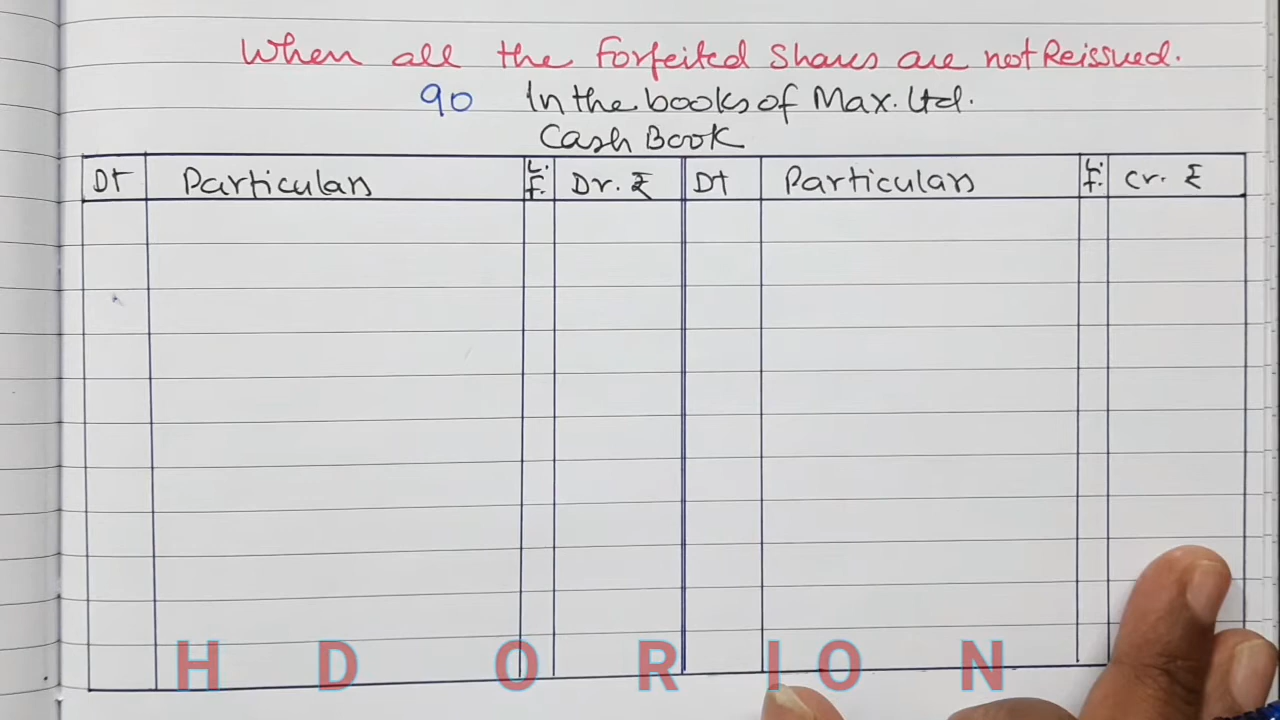 When all the Forfeited Shares are not Reissued.
90 In the books of Max. Ltd.
Cash Book
DT Particulars L.F. Dr. ₹ DT Particulars L.F. Cr. ₹
H D O R I O N